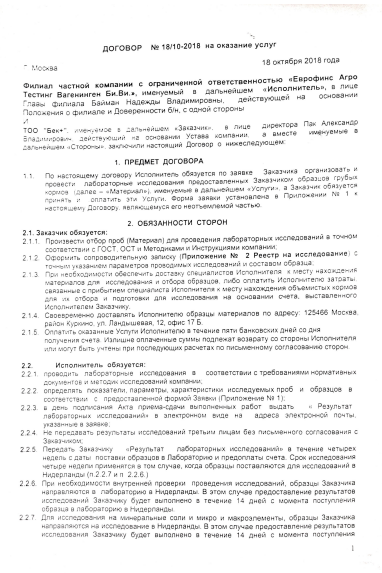 ДОГОВОР № 18/10-2018 на оказание услуг
г. Москва 18 октября 2018 года
Филиал частной компании с ограниченной ответственностью «Еврофинс Агро
Тестинг Вагенинген Би.Ви.», именуемый в дальнейшем «Исполнитель», в лице
Главы филиала Байман Надежды Владимировны, действующей на основании
Положения о филиале и Доверенности б/н, с одной стороны
И
ТОО "Бек+", именуемое в дальнейшем «Заказчик», в лице директора Пак Александр
Владимирович, действующий на основании Устава компании, а вместе именуемые в
дальнейшем «Стороны», заключили настоящий Договор о нижеследующем:
1. ПРЕДМЕТ ДОГОВОРА
1.1. По настоящему договору Исполнитель обязуется по заявке Заказчика организовать и
провести лабораторные исследования предоставленных Заказчиком образцов грубых
кормов (далее – «Материал»), именуемые в дальнейшем «Услуги», а Заказчик обязуется
принять и оплатить эти Услуги. Форма заявки установлена в Приложении № 1 к
настоящему Договору, являющемуся его неотъемлемой частью.
2. ОБЯЗАННОСТИ СТОРОН
2.1. Заказчик обязуется:
2.1.1. Произвести отбор проб (Материал) для проведения лабораторных исследований в точном
соответствии с ГОСТ, ОСТ и Методиками и Инструкциями компании;
2.1.2. Оформить сопроводительную записку (Приложение № 2 Реестр на исследование) с
точным указанием параметров проводимых исследований и составом образца;
2.1.3. При необходимости обеспечить доставку специалистов Исполнителя к месту нахождения
материалов для исследования и отбора образцов, либо оплатить Исполнителю затраты,
связанные с прибытием специалиста Исполнителя к месту нахождения объемистых кормов
для их отбора и подготовки для исследования на основании счета, выставленного
Исполнителем Заказчику.
2.1.4. Своевременно доставлять Исполнителю образцы материалов по адресу: 125466 Москва,
район Куркино, ул. Ландышевая, 12, офис 17 Б.
2.1.5. Оплатить оказанные Услуги Исполнителю в течение пяти банковских дней со дня
получения счета. Излишне оплаченные суммы подлежат возврату со стороны Исполнителя
или могут быть учтены при последующих расчетах по письменному согласованию сторон.
2.2. Исполнитель обязуется:
2.2.1 проводить лабораторные исследования в соответствии с требованиями нормативных
документов и методик исследований компании;
2.2.2. определять показатели, параметры, характеристики исследуемых проб и образцов в
соответствии с предоставленной формой Заявки (Приложение № 1);
2.2.3. в день подписания Акта приема-сдачи выполненных работ выдать « Результат
лабораторных исследований» в электронном виде на адреса электронной почты,
указанные в заявке;
2.2.4. Не передавать результаты исследований третьим лицам без письменного согласования с
Заказчиком;
2.2.5. Передать Заказчику «Результат лабораторных исследований» в течение четырех
недель с даты поставки образцов в Лабораторию и предоплаты счета. Срок исследования
четыре недели применяется в том случае, когда образцы поставляются для исследований в
Нидерланды (п.2.2.7 и п 2.2.6.)
2.2.6. При необходимости внутренней проверки проведения исследований, образцы Заказчика
направляются в лабораторию в Нидерланды. В этом случае предоставление результатов
исследований Заказчику будет выполнено в течение 14 дней с момента поступления
образца в лабораторию в Нидерланды.
2.2.7. Для исследования на минеральные соли и микро и макроэлементы, образцы Заказчика
направляются на исследование в Нидерланды. В этом случае предоставление результатов
исследования Заказчику будет выполнено в течение 14 дней с момента поступления
1